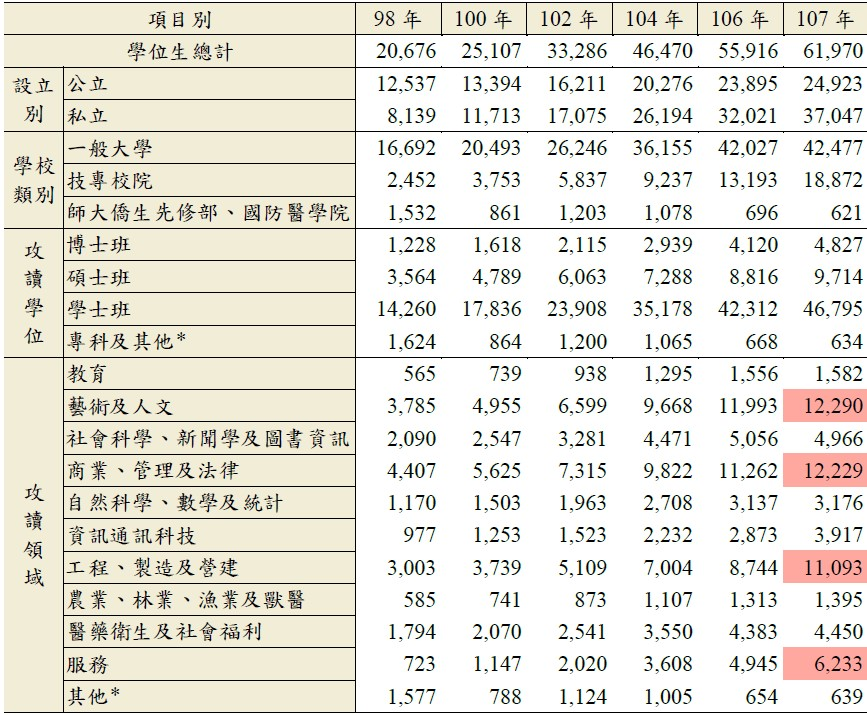 項目別 98 年 100 年 102 年 104 年 106 年 107 年
學位生總計 20,676 25,107 33,286 46,470 55,916 61,970
設立別 公立 12,537 13,394 16,211 20,276 23,895 24,923
私立 8,139 11,713 17,075 26,194 32,021 37,047
學校類別 一般大學 16,692 20,493 26,246 36,155 42,027 42,477
技專校院 2,452 3,753 5,837 9,237 13,193 18,872
師大僑生先修部、國防醫學院 1,532 861 1,203 1,078 696 621
攻讀學位 博士班 1,228 1,618 2,115 2,939 4,120 4,827
碩士班 3,564 4,789 6,063 7,288 8,816 9,714
學士班 14,260 17,836 23,908 35,178 42,312 46,795
專科及其他* 1,624 864 1,200 1,065 668 634
攻讀領域 教育 565 739 938 1,295 1,556 1,582
藝術及人文 3,785 4,955 6,599 9,668 11,993 12,290
社會科學、新聞學及圖書資訊 2,090 2,547 3,281 4,471 5,056 4,966
商業、管理及法律 4,407 5,625 7,315 9,822 11,262 12,229
自然科學、數學及統計 1,170 1,503 1,963 2,708 3,137 3,176
資訊通訊科技 977 1,253 1,523 2,232 2,873 3,917
工程、製造及營建 3,003 3,739 5,109 7,004 8,744 11,093
農業、林業、漁業及獸醫 585 741 873 1,107 1,313 1,395
醫藥衛生及社會福利 1,794 2,070 2,541 3,550 4,383 4,450
服務 723 1,147 2,020 3,608 4,945 6,233
其他* 1,577 788 1,124 1,005 654 639